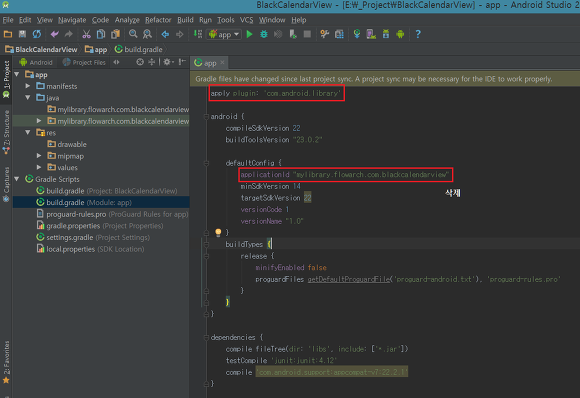 BlackCalendarView - [E:\_Project\BlackCalendarView] - app - Android Studio 2
File Edit View Navigate Code Analyze Refactor Build Run Tools VCS Window Help
app
BlackCalendarView app build.gradle
Android Project Files
app
1: Project
Z: Structure
Captures
2: Favorites
app
manifests
java
mylibrary.flowarch.com.blackcalendarview
mylibrary.flowarch.com.blackcalendarview
res
drawable
mipmap
values
Gradle Scripts
build.gradle (Project: BlackCalendarView)
build.gradle (Module: app)
proguard-rules.pro (ProGuard Rules for app)
gradle.properties (Project Properties)
settings.gradle (Project Settings)
local.properties (SDK Location)
Gradle files have changed since last project sync. A project sync may be necessary for the IDE to work properly.
apply plugin: 'com.android.library'
android {
compileSdkVersion 22
buildToolsVersion "23.0.2"
defaultConfig {
applicationId "mylibrary.flowarch.com.blackcalendarview"
minSdkVersion 14
삭제
targetSdkVersion 22
versionCode 1
versionName "1.0"
}
buildTypes {
release {
minifyEnabled false
proguardFiles getDefaultProguardFile('proguard-android.txt'), 'proguard-rules.pro'
}
}
}
dependencies {
compile fileTree(dir: 'libs', include: ['*.jar'])
testCompile 'junit:junit:4.12'
compile 'com.android.support:appcompat-v7:22.2.1'
}